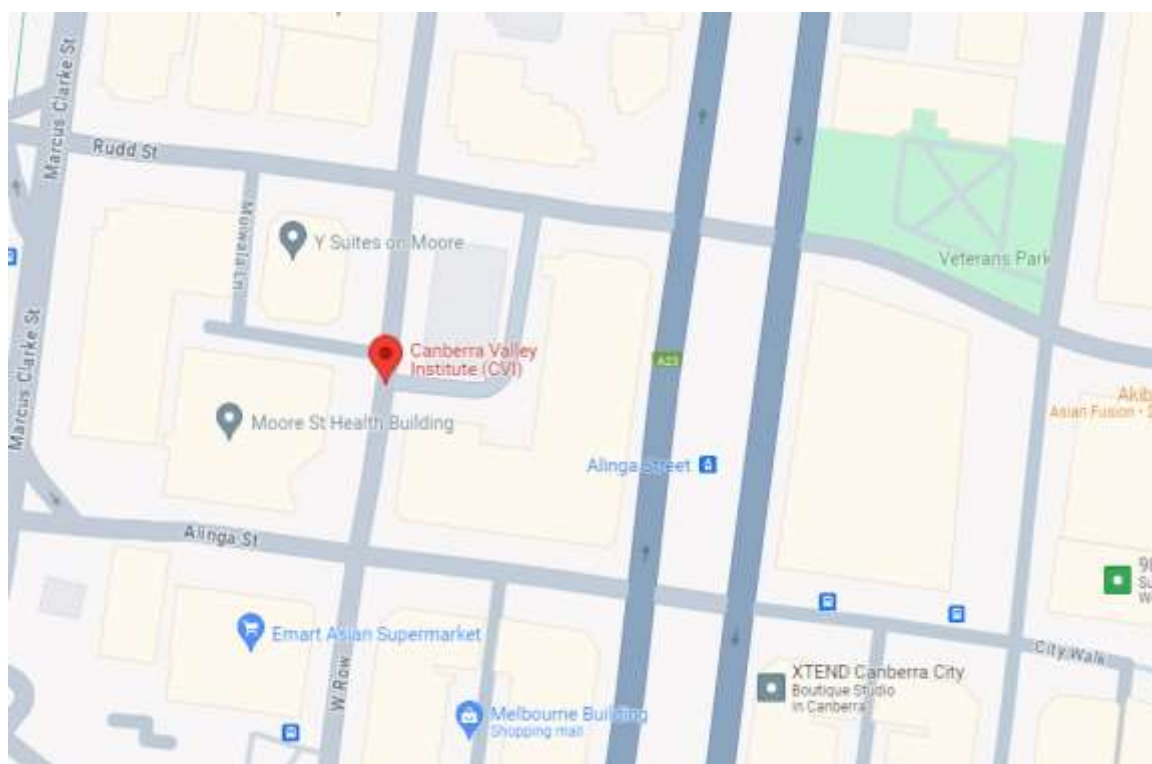 Marcus Clarke St
Rudd St
Muwala Ln
Y Suites on Moore
Veterans Park
Marcus Clarke St
Canberra Valley
Institute (CVI)
A23
Akib
Asian Fusion •
Moore St Health Building
Alinga Street
Alinga St
Emart Asian Supermarket
City Walk
XTEND Canberra City
Boutique Studio
in Canberra
W Row
Melbourne Building
Shopping mall